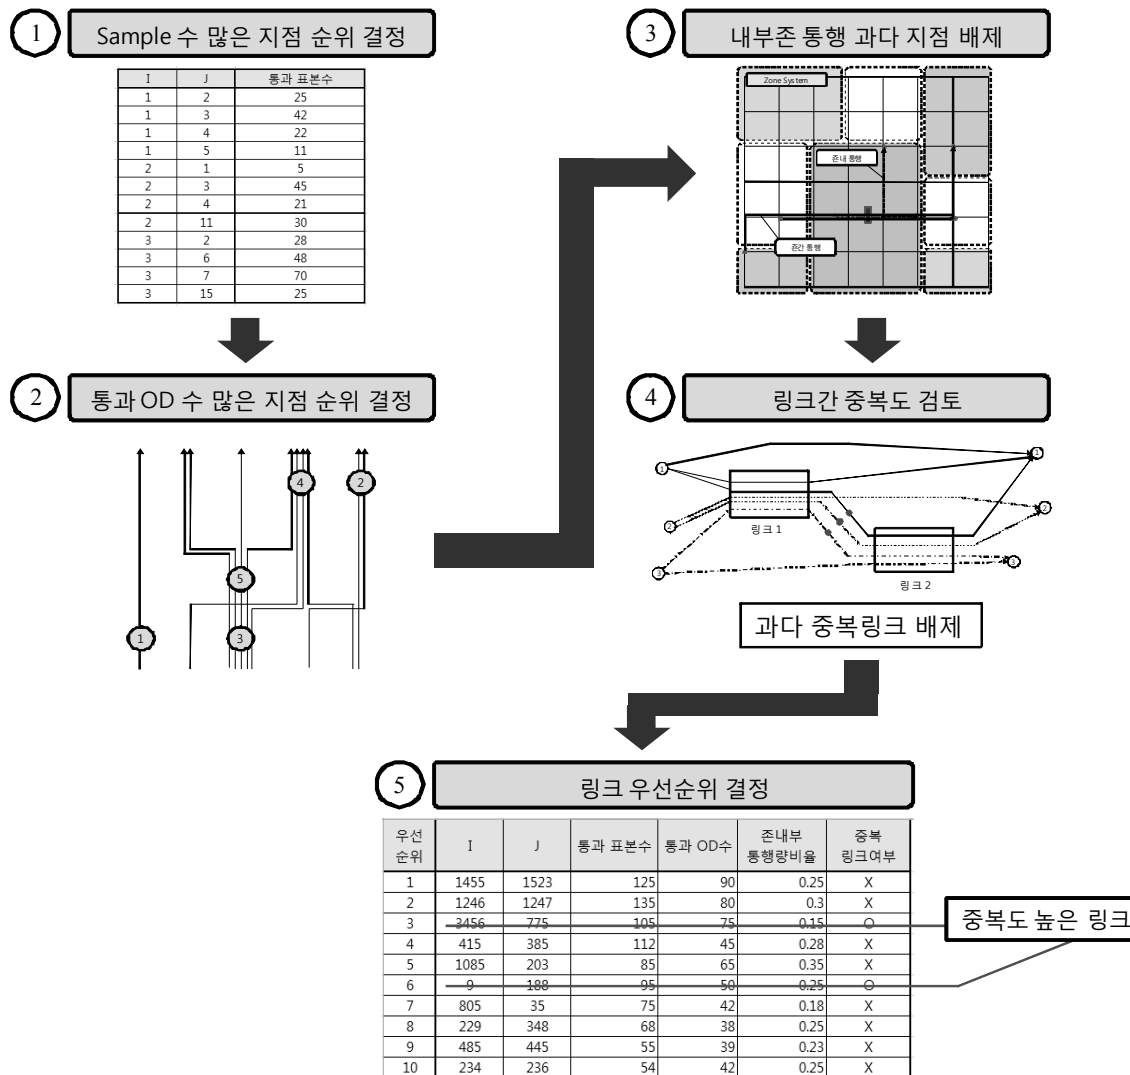 1
Sample 수 많은 지점 순위 결정
I J 통과 표본수
1 2 25
1 3 42
1 4 22
1 5 11
2 1 5
2 3 45
2 4 21
2 11 30
3 2 28
3 6 48
3 7 70
3 15 25
2
통과 OD 수 많은 지점 순위 결정
4
2
5
1
3
3
내부존 통행 과다 지점 배제
Zone System
존내 통행
존간 통행
4
링크간 중복도 검토
1
1
2
2
3
3
링크 1
링크 2
과다 중복링크 배제
5
링크 우선순위 결정
우선 순위 I J 통과 표본수 통과 OD수 존내부 통행량비율 중복 링크여부
1 1455 1523 125 90 0.25 X
2 1246 1247 135 80 0.3 X
3 3456 775 105 75 0.15 O
4 415 385 112 45 0.28 X
5 1085 203 85 65 0.35 X
6 9 188 95 50 0.25 O
7 805 35 75 42 0.18 X
8 229 348 68 38 0.25 X
9 485 445 55 39 0.23 X
10 234 236 54 42 0.25 X
중복도 높은 링크